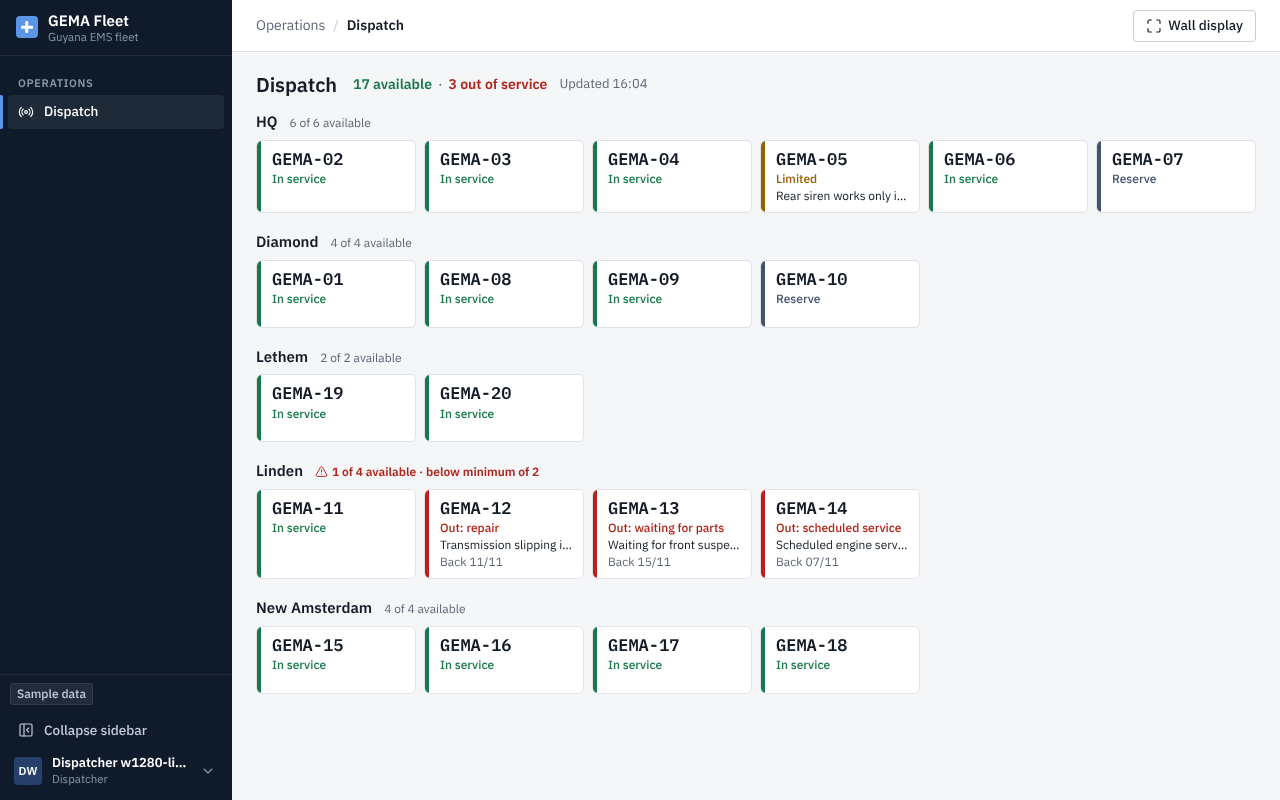 GEMA Fleet
Guyana EMS fleet
OPERATIONS
Dispatch
Sample data
Collapse sidebar
DW
Dispatcher w1280-li...
Dispatcher
Operations / Dispatch
Wall display
Dispatch 17 available · 3 out of service Updated 16:04
HQ 6 of 6 available
GEMA-02
In service
GEMA-03
In service
GEMA-04
In service
GEMA-05
Limited
Rear siren works only i...
GEMA-06
In service
GEMA-07
Reserve
Diamond 4 of 4 available
GEMA-01
In service
GEMA-08
In service
GEMA-09
In service
GEMA-10
Reserve
Lethem 2 of 2 available
GEMA-19
In service
GEMA-20
In service
Linden 1 of 4 available · below minimum of 2
GEMA-11
In service
GEMA-12
Out: repair
Transmission slipping i...
Back 11/11
GEMA-13
Out: waiting for parts
Waiting for front suspe...
Back 15/11
GEMA-14
Out: scheduled service
Scheduled engine serv...
Back 07/11
New Amsterdam 4 of 4 available
GEMA-15
In service
GEMA-16
In service
GEMA-17
In service
GEMA-18
In service